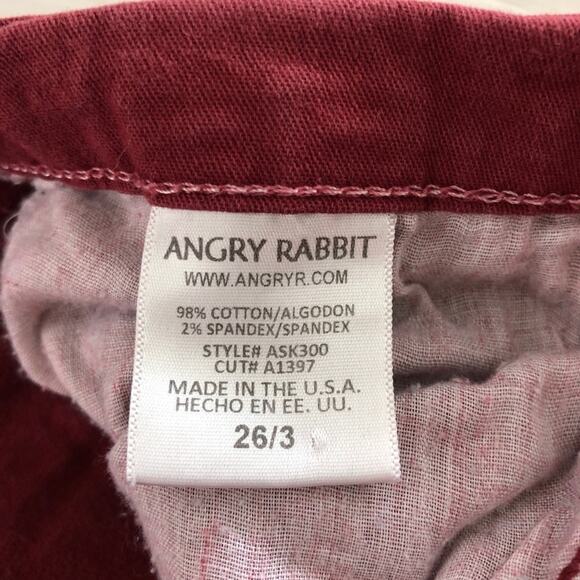 ANGRY RABBIT
WWW.ANGRYR.COM
98% COTTON/ALGODON
2% SPANDEX/SPANDEX
STYLE# ASK300
CUT# A1397
MADE IN THE U.S.A.
HECHO EN EE. UU.
26/3